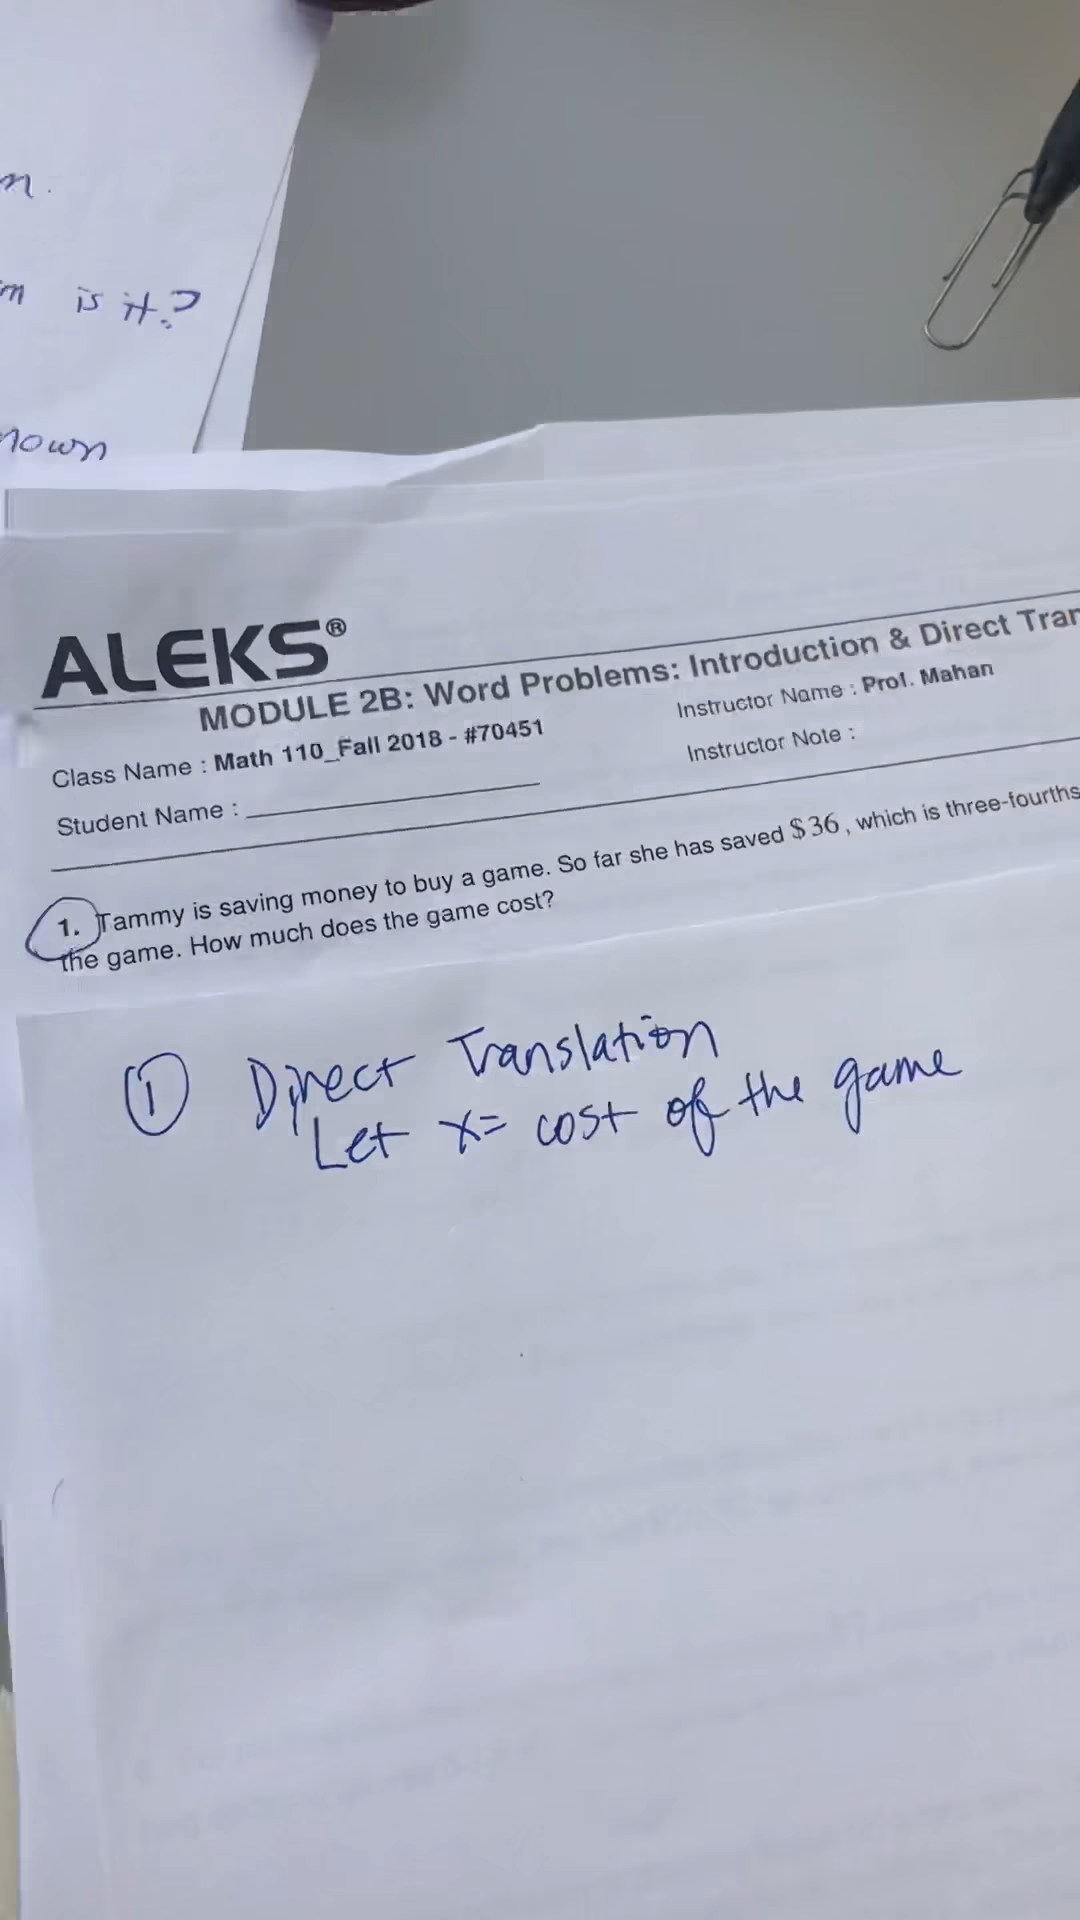 is it?
ALEKS®
MODULE 2B: Word Problems: Introduction & Direct
Class Name : Math 110_Fall 2018 - #70451
Instructor Name : Prof. Mahan
Student Name :
Instructor Note :
1. Tammy is saving money to buy a game. So far she has saved $36, which is three-fourths
the game. How much does the game cost?
① Direct Translation
Let x= cost of the game